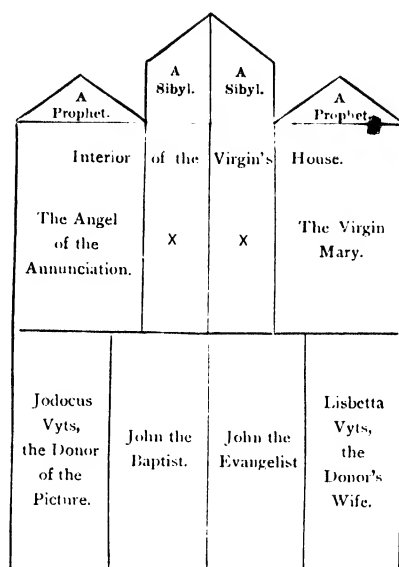 A
Prophet.
A
Sibyl.
A
Sibyl.
A
Prophet.
Interior of the Virgin's House.
The Angel
of the
Annunciation.
X
X
The Virgin
Mary.
Jodocus
Vyts,
the Donor
of the
Picture.
John the
Baptist.
John the
Evangelist
Lisbetta
Vyts,
the
Donor's
Wife.